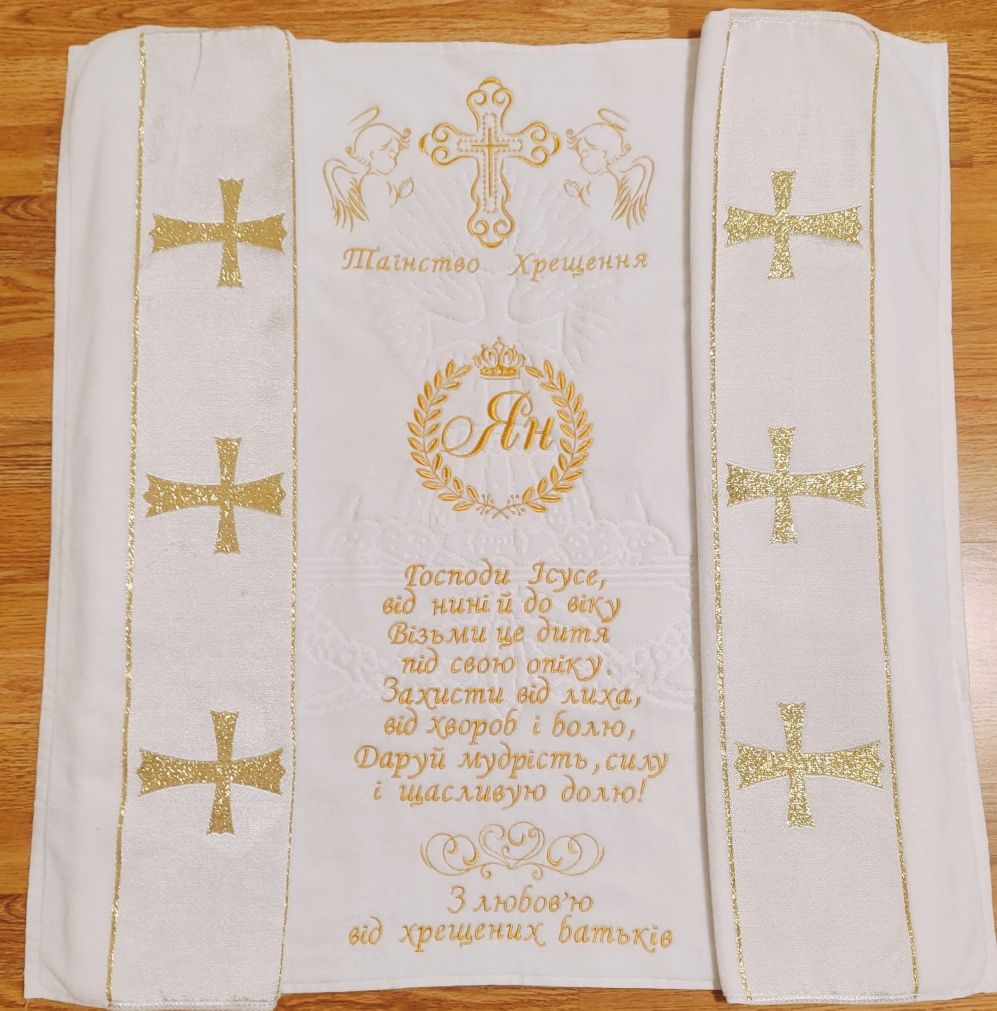 Таїнство Хрещення
Ян
Господи Ісусе,
від нині й до віку
Візьми це дитя
під свою опіку.
Захисти від лиха,
від хвороб і болю,
Даруй мудрість, силу
і щасливую долю!
З любов'ю
від хрещених батьків